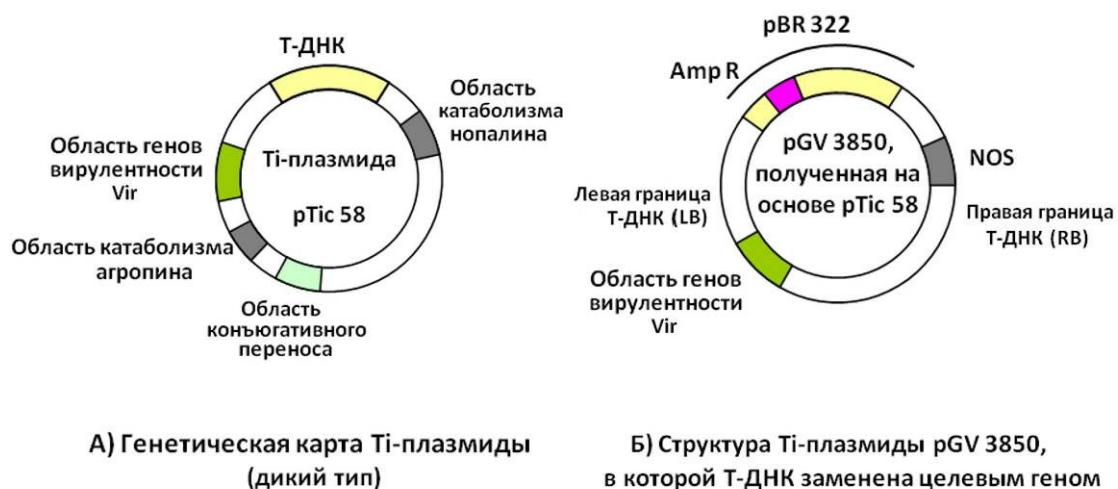 Т-ДНК
Область
катаболизма
нопалина
Область генов
вирулентности
Vir
Ti-плазмида
pTic 58
Область катаболизма
агропина
Область
конъюгативного
переноса
А) Генетическая карта Ti-плазмиды
(дикий тип)
pBR 322
Amp R
pGV 3850,
полученная на
основе pTic 58
NOS
Левая граница
Т-ДНК (LB)
Правая граница
Т-ДНК (RB)
Область генов
вирулентности
Vir
Б) Структура Ti-плазмиды pGV 3850,
в которой Т-ДНК заменена целевым геном